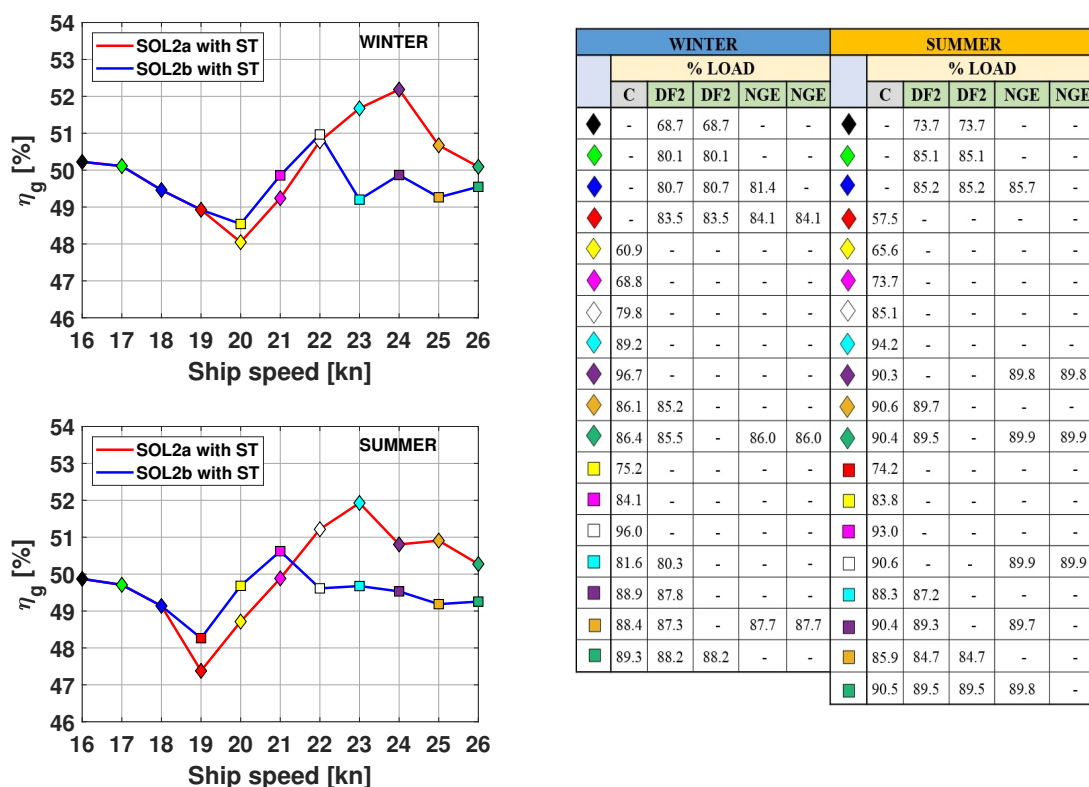 54
53
52
51
50
49
48
47
46
η_g [%]
SOL2a with ST
SOL2b with ST
WINTER
16 17 18 19 20 21 22 23 24 25 26
Ship speed [kn]
54
53
52
51
50
49
48
47
46
η_g [%]
SOL2a with ST
SOL2b with ST
SUMMER
16 17 18 19 20 21 22 23 24 25 26
Ship speed [kn]
WINTER SUMMER
% LOAD % LOAD
C DF2 DF2 NGE NGE C DF2 DF2 NGE NGE
- 68.7 68.7 - - - 73.7 73.7 - -
- 80.1 80.1 - - - 85.1 85.1 - -
- 80.7 80.7 81.4 - - 85.2 85.2 85.7 -
- 83.5 83.5 84.1 84.1 57.5 - - - -
60.9 - - - - 65.6 - - - -
68.8 - - - - 73.7 - - - -
79.8 - - - - 85.1 - - - -
89.2 - - - - 94.2 - - - -
96.7 - - - - 90.3 - - 89.8 89.8
86.1 85.2 - - - 90.6 89.7 - - -
86.4 85.5 - 86.0 86.0 90.4 89.5 - 89.9 89.9
75.2 - - - - 74.2 - - - -
84.1 - - - - 83.8 - - - -
96.0 - - - - 93.0 - - - -
81.6 80.3 - - - 90.6 - - 89.9 89.9
88.9 87.8 - - - 88.3 87.2 - - -
88.4 87.3 - 87.7 87.7 90.4 89.3 - 89.7 -
89.3 88.2 88.2 - - 85.9 84.7 84.7 - -
90.5 89.5 89.5 89.8 -